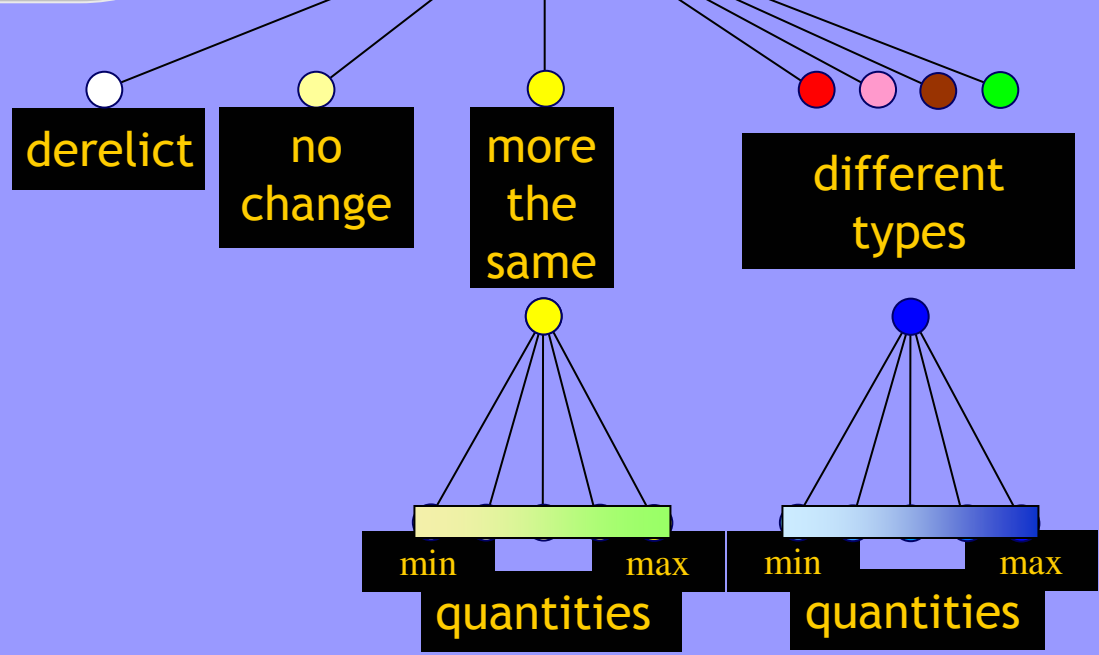 derelict
no
change
more
the
same
different
types
min
max
quantities
min
max
quantities